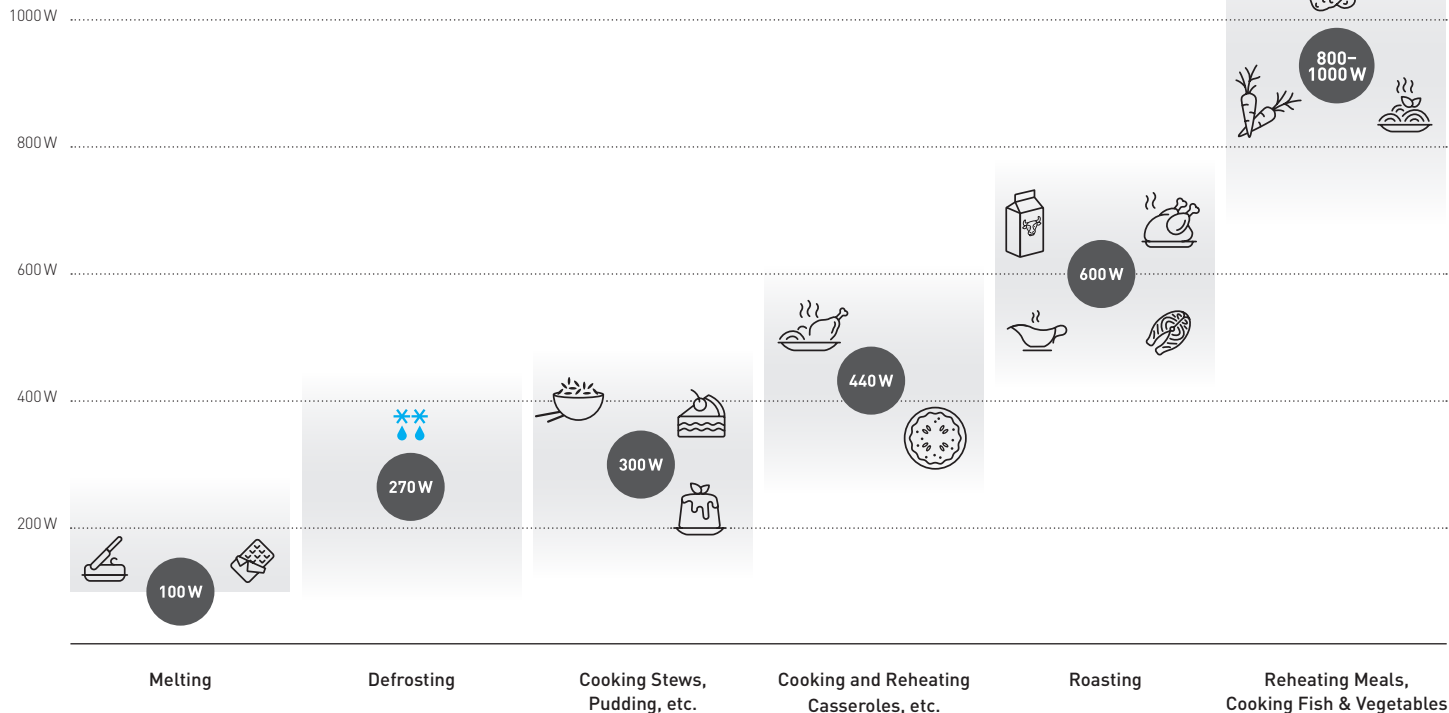 1000 W
800–
1000 W
800 W
600 W
600 W
440 W
400 W
300 W
270 W
200 W
100 W
Melting
Defrosting
Cooking Stews,
Pudding, etc.
Cooking and Reheating
Casseroles, etc.
Roasting
Reheating Meals,
Cooking Fish & Vegetables